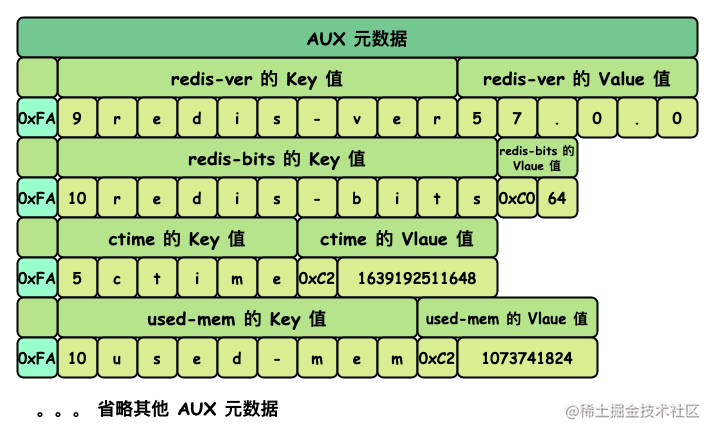 AUX 元数据
redis-ver 的 Key 值 redis-ver 的 Value 值
0xFA 9 r e d i s - v e r 5 7 . 0 . 0
redis-bits 的 Key 值 redis-bits 的
Vlaue 值
0xFA 10 r e d i s - b i t s 0xC0 64
ctime 的 Key 值 ctime 的 Vlaue 值
0xFA 5 c t i m e 0xC2 1639192511648
used-mem 的 Key 值 used-mem 的 Vlaue 值
0xFA 10 u s e d - m e m 0xC2 1073741824
。。。 省略其他 AUX 元数据
@稀土掘金技术社区